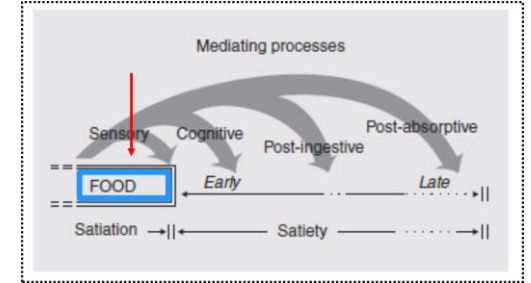 Mediating processes
Sensory
Cognitive
Post-ingestive
Post-absorptive
FOOD
Early
Late
Satiation
Satiety